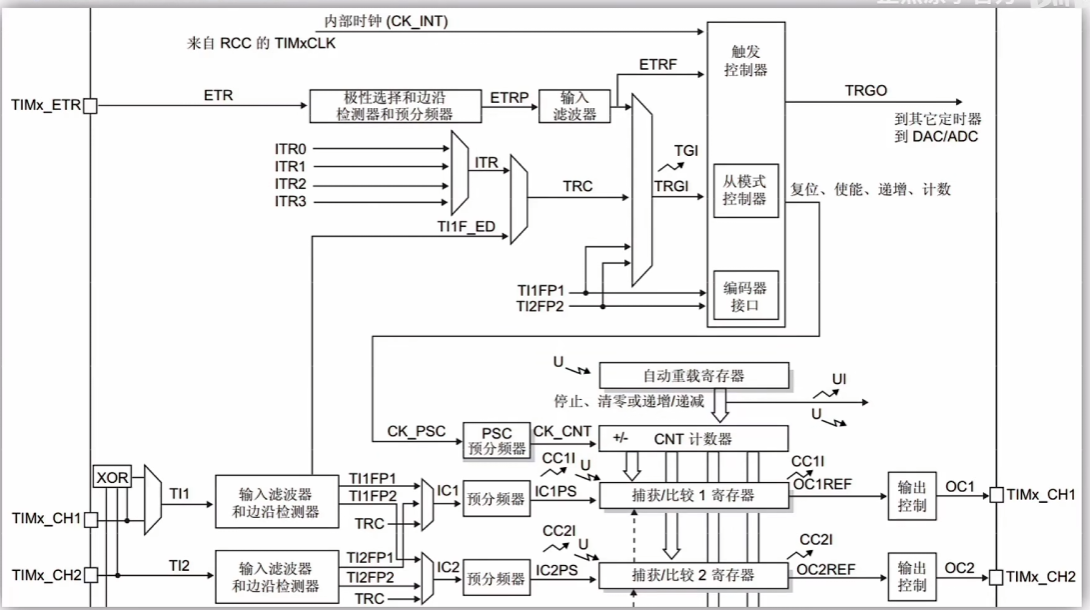 内部时钟 (CK_INT)
来自 RCC 的 TIMxCLK
触发
控制器
ETRF
TIMx_ETR
ETR
极性选择和边沿
检测器和预分频器
ETRP
输入
滤波器
TRGO
到其它定时器
到 DAC/ADC
ITR0
ITR1
ITR2
ITR3
ITR
TI1F_ED
TRC
TGI
TRGI
从模式
控制器
复位、使能、递增、计数
TI1FP1
TI2FP2
编码器
接口
U
自动重载寄存器
UI
停止、清零或递增/递减
U
CK_PSC
PSC
预分频器
CK_CNT
+/-
CNT 计数器
XOR
TI1
TIMx_CH1
输入滤波器
和边沿检测器
TI1FP1
TI1FP2
TRC
IC1
预分频器
CC1I
U
IC1PS
捕获/比较 1 寄存器
CC1I
OC1REF
输出
控制
OC1
TIMx_CH1
TIMx_CH2
TI2
输入滤波器
和边沿检测器
TI2FP1
TI2FP2
TRC
IC2
预分频器
CC2I
U
IC2PS
捕获/比较 2 寄存器
CC2I
OC2REF
输出
控制
OC2
TIMx_CH2